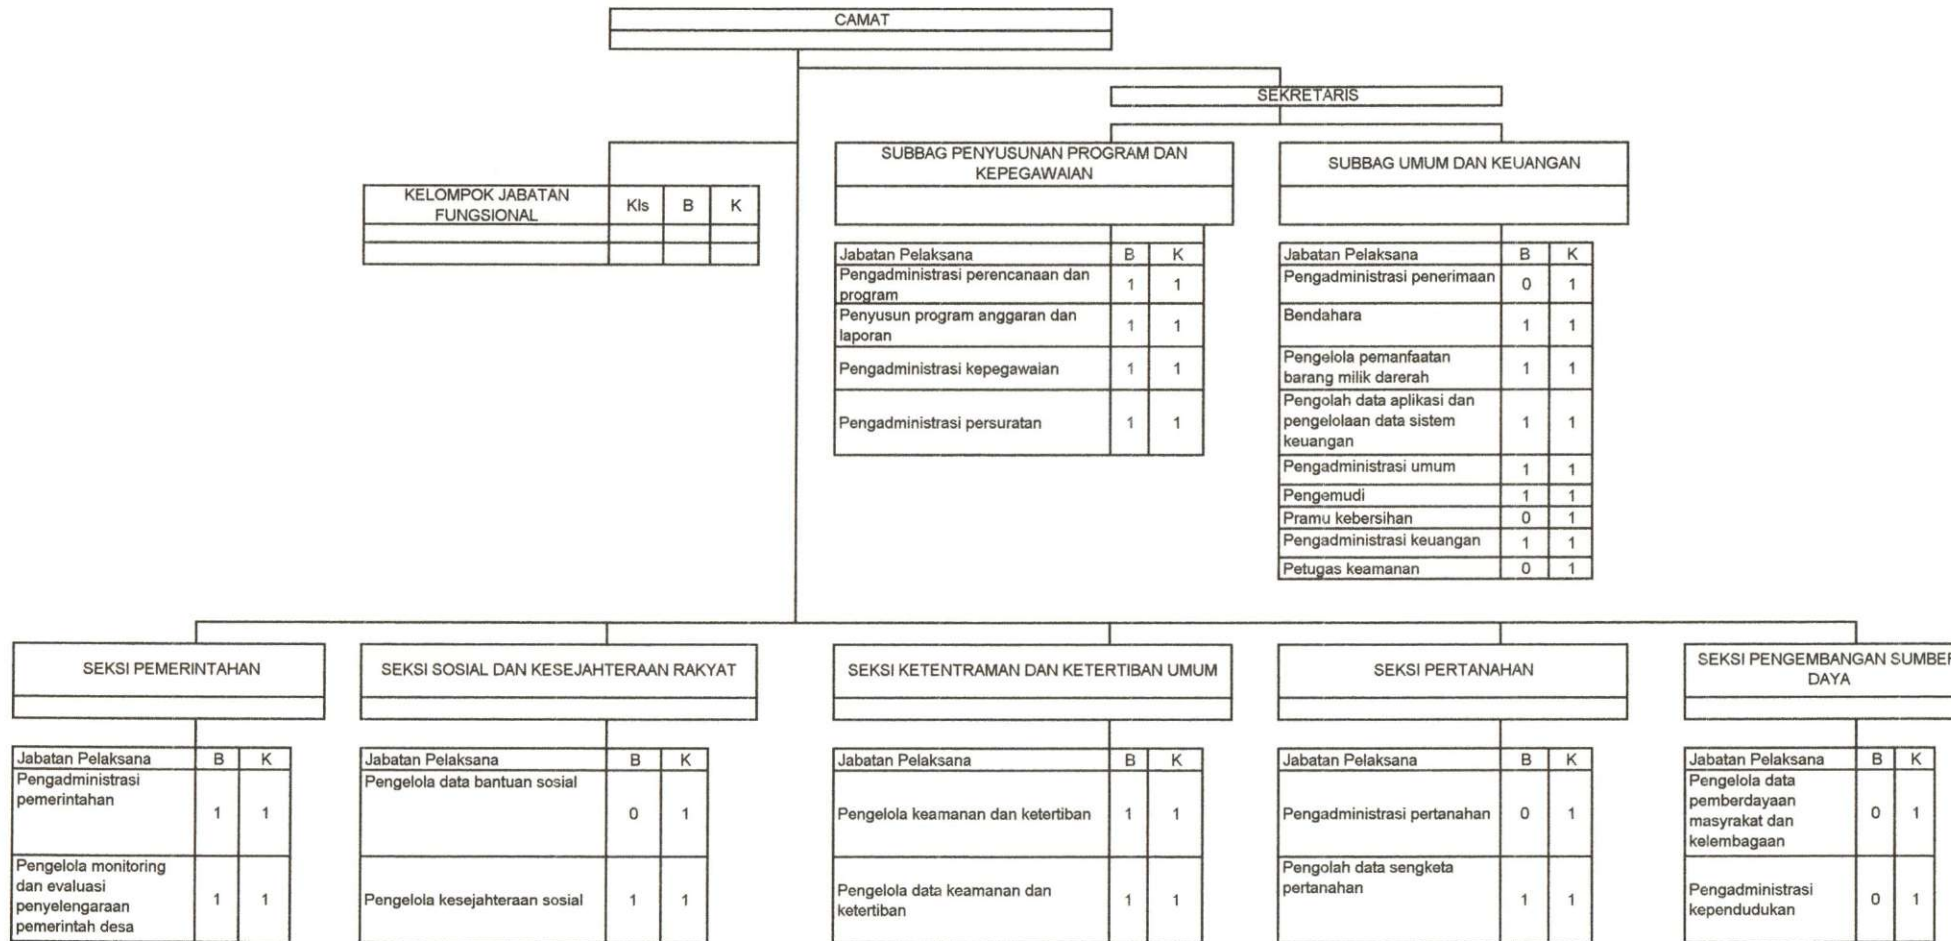 CAMAT
SEKRETARIS
SUBBAG PENYUSUNAN PROGRAM DAN
KEPEGAWAIAN
SUBBAG UMUM DAN KEUANGAN
KELOMPOK JABATAN
FUNGSIONAL
Kls B K
Jabatan Pelaksana B K
Pengadministrasi perencanaan dan
program 1 1
Penyusun program anggaran dan
laporan 1 1
Pengadministrasi kepegawaian 1 1
Pengadministrasi persuratan 1 1
Jabatan Pelaksana B K
Pengadministrasi penerimaan 0 1
Bendahara 1 1
Pengelola pemanfaatan
barang milik darerah 1 1
Pengolah data aplikasi dan
pengelolaan data sistem
keuangan 1 1
Pengadministrasi umum 1 1
Pengemudi 1 1
Pramu kebersihan 0 1
Pengadministrasi keuangan 1 1
Petugas keamanan 0 1
SEKSI PEMERINTAHAN
Jabatan Pelaksana B K
Pengadministrasi
pemerintahan 1 1
Pengelola monitoring
dan evaluasi
penyelengaraan
pemerintah desa 1 1
SEKSI SOSIAL DAN KESEJAHTERAAN RAKYAT
Jabatan Pelaksana B K
Pengelola data bantuan sosial 0 1
Pengelola kesejahteraan sosial 1 1
SEKSI KETENTRAMAN DAN KETERTIBAN UMUM
Jabatan Pelaksana B K
Pengelola keamanan dan ketertiban 1 1
Pengelola data keamanan dan
ketertiban 1 1
SEKSI PERTANAHAN
Jabatan Pelaksana B K
Pengadministrasi pertanahan 0 1
Pengolah data sengketa
pertanahan 1 1
SEKSI PENGEMBANGAN SUMBER
DAYA
Jabatan Pelaksana B K
Pengelola data
pemberdayaan
masyrakat dan
kelembagaan 0 1
Pengadministrasi
kependudukan 0 1